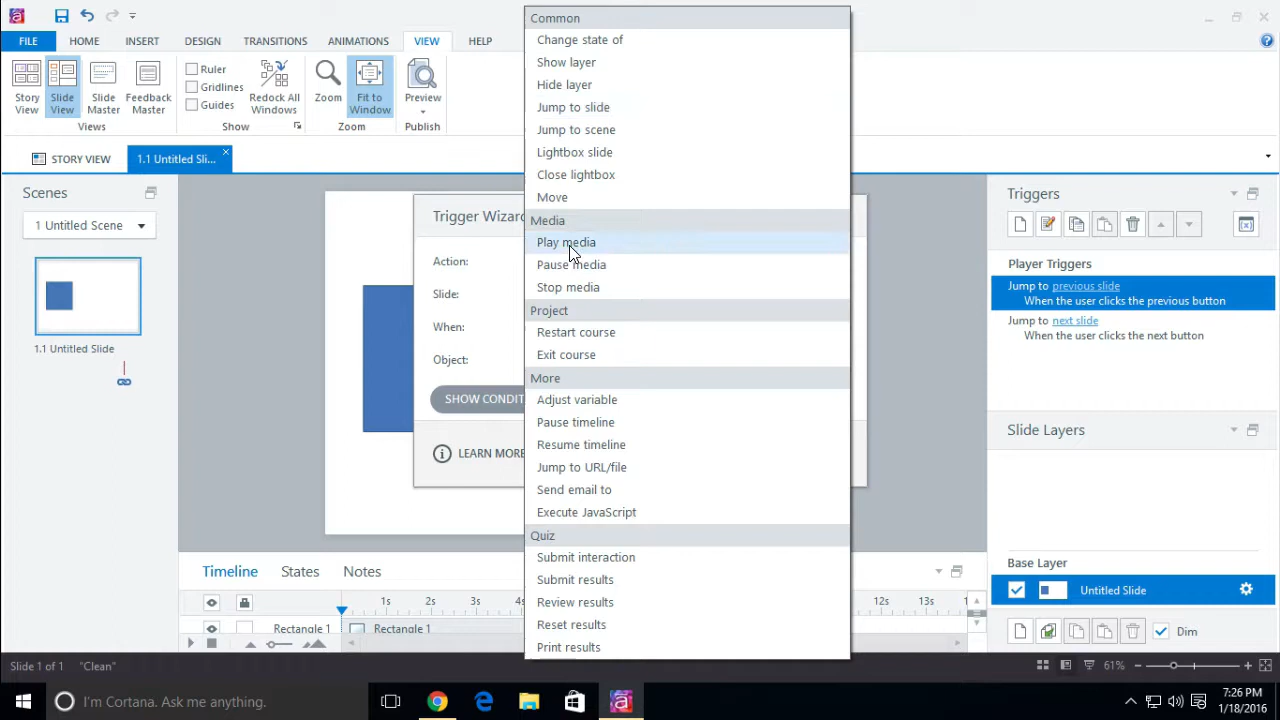 FILE HOME INSERT DESIGN TRANSITIONS ANIMATIONS VIEW HELP
Story View
Slide View
Slide Master
Feedback Master
Views
Ruler
Gridlines
Guides
Redock All Windows
Show
Zoom
Fit to Window
Zoom
Preview
Publish
STORY VIEW
1.1 Untitled Sli...
Scenes
1 Untitled Scene
1.1 Untitled Slide
Trigger Wizard
Action:
Slide:
When:
Object:
SHOW CONDIT
LEARN MORE
Common
Change state of
Show layer
Hide layer
Jump to slide
Jump to scene
Lightbox slide
Close lightbox
Move
Media
Play media
Pause media
Stop media
Project
Restart course
Exit course
More
Adjust variable
Pause timeline
Resume timeline
Jump to URL/file
Send email to
Execute JavaScript
Quiz
Submit interaction
Submit results
Review results
Reset results
Print results
Triggers
Player Triggers
Jump to previous slide
When the user clicks the previous button
Jump to next slide
When the user clicks the next button
Slide Layers
Base Layer
Untitled Slide
Dim
Timeline States Notes
1s 2s 3s 4s 12s 13s
Rectangle 1 Rectangle 1
Slide 1 of 1 "Clean"
61%
I'm Cortana. Ask me anything.
7:26 PM
1/18/2016